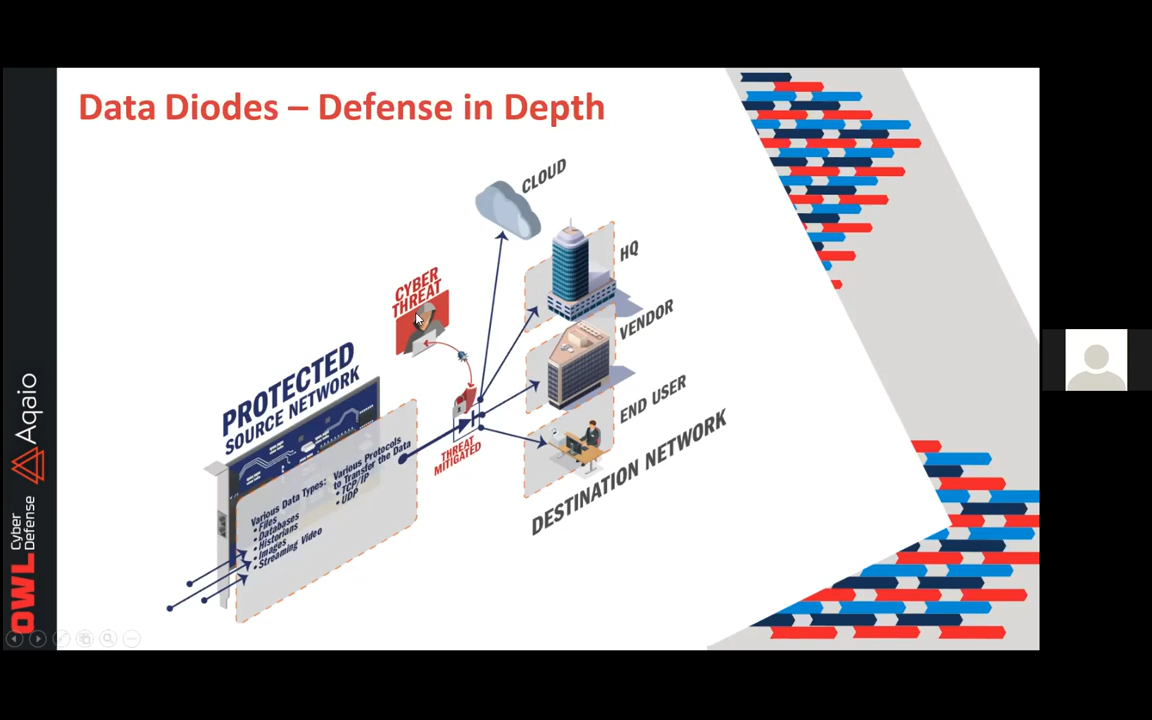 Data Diodes – Defense in Depth
CLOUD
HQ
CYBER
THREAT
VENDOR
PROTECTED
SOURCE NETWORK
END USER
THREAT
MITIGATED
DESTINATION NETWORK
Various Data Types:
• Files
• Databases
• Historians
• Images
• Streaming Video
Various Protocols
to Transfer the Data
• TCP/IP
• UDP
OWL Cyber
Defense
Aqaio